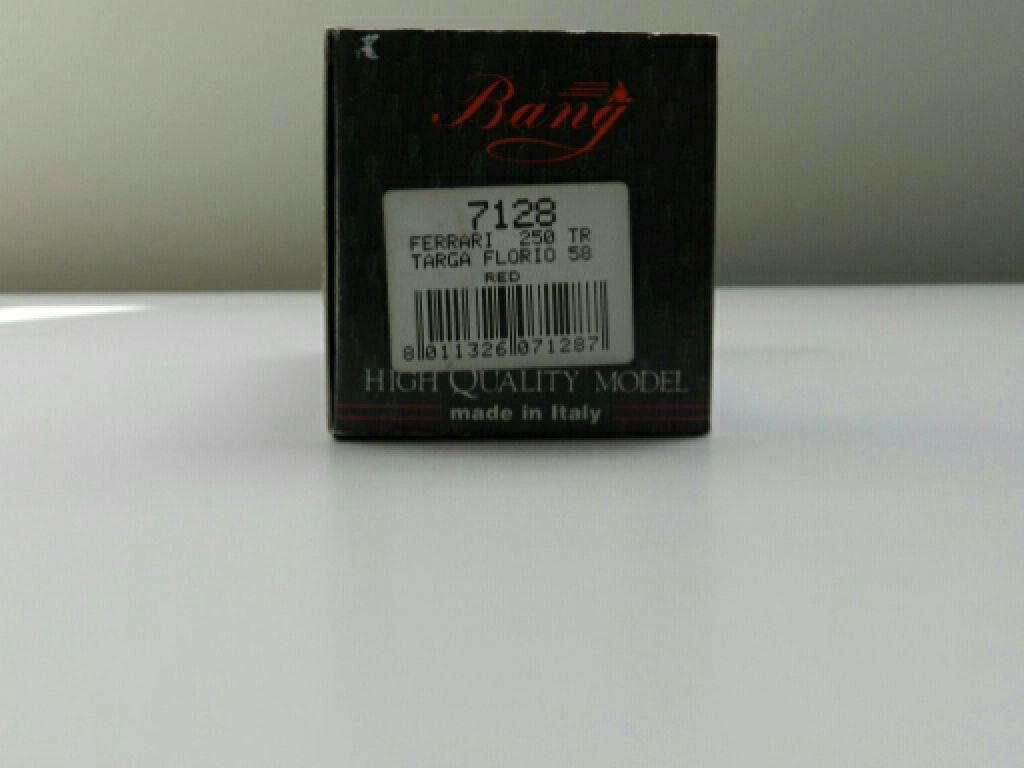 Bang
7128
FERRARI 250 TR
TARGA FLORIO 58
RED
8 011326 071287
HIGH QUALITY MODEL
made in Italy